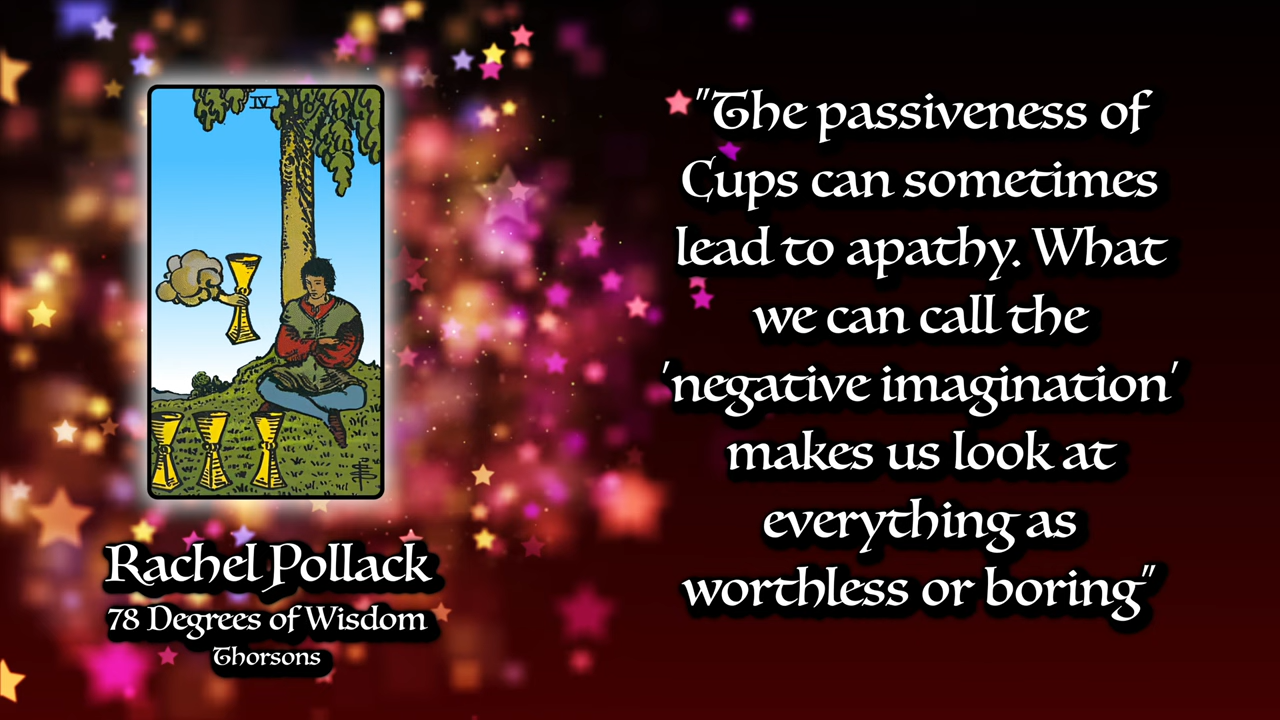 IV
Rachel Pollack
78 Degrees of Wisdom
Thorsons
"The passiveness of
Cups can sometimes
lead to apathy. What
we can call the
'negative imagination'
makes us look at
everything as
worthless or boring"